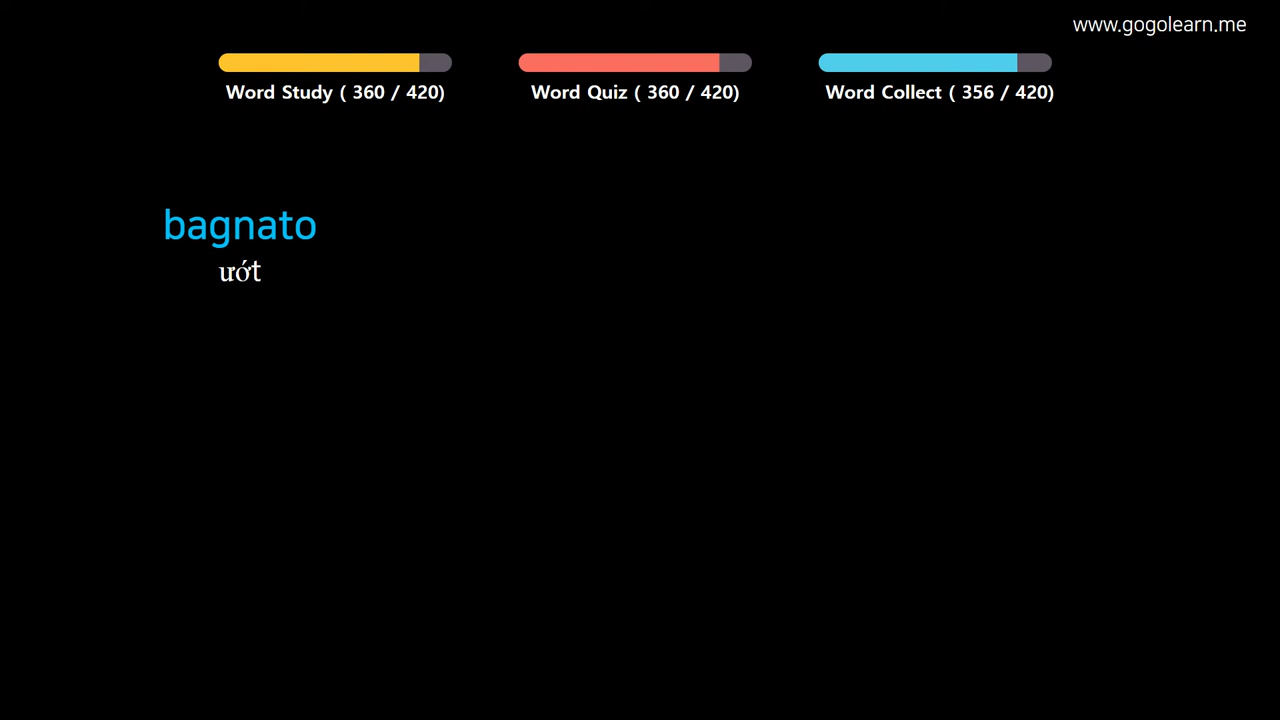 www.gogolearn.me
Word Study ( 360 / 420)
Word Quiz ( 360 / 420)
Word Collect ( 356 / 420)
bagnato
ướt